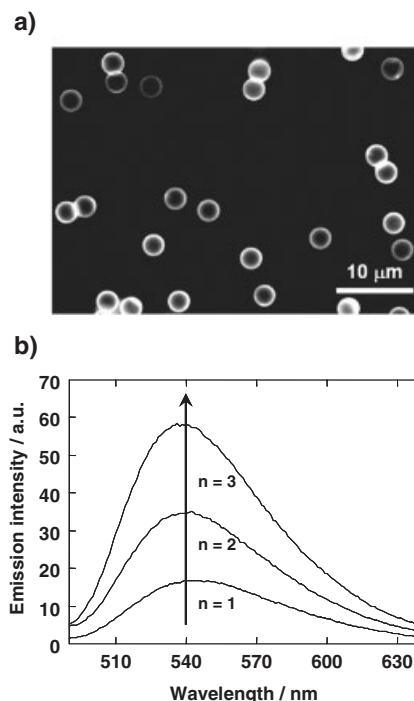 a)
10 μm
b)
70
60
50
40
30
20
10
0
Emission intensity / a.u.
n = 3
n = 2
n = 1
510 540 570 600 630
Wavelength / nm